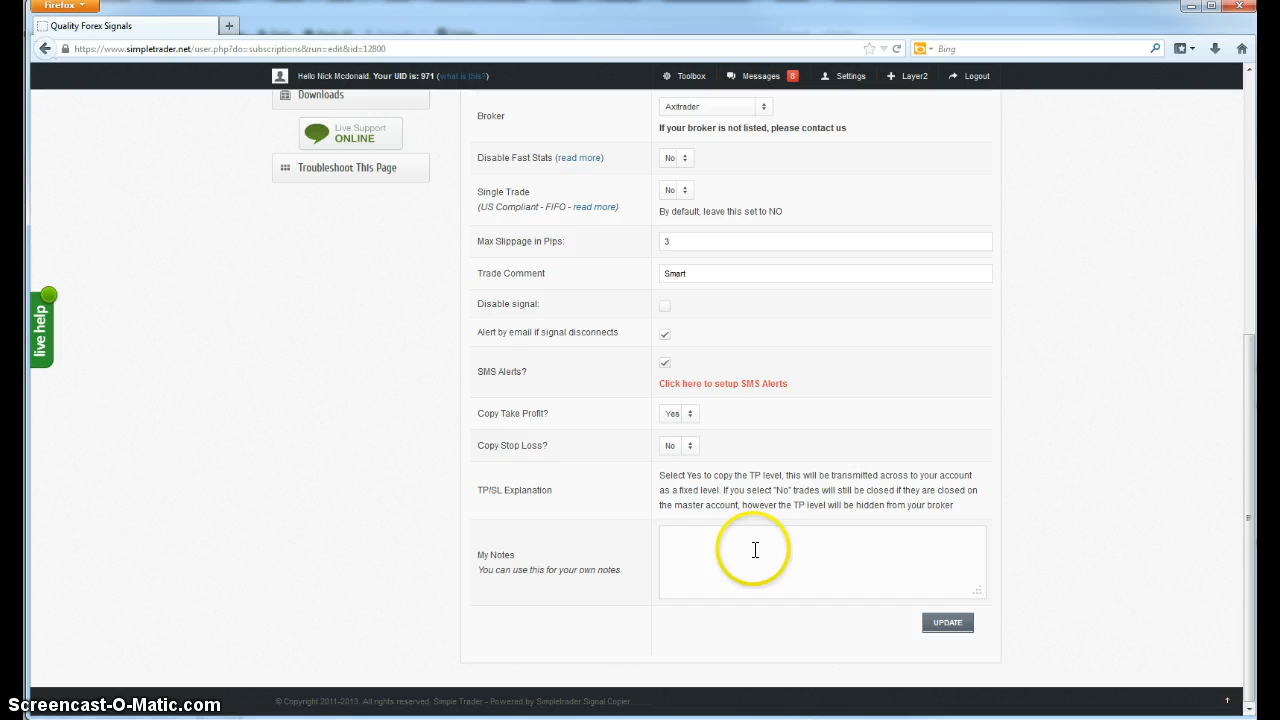 Firefox
Quality Forex Signals
https://www.simpletrader.net/user.php?do=subscriptions&run=edit&id=12800
Bing
Hello Nick Mcdonald. Your UID is: 971 (what is this?)
Toolbox
Messages
8
Settings
Layer2
Logout
Downloads
Live Support
ONLINE
Troubleshoot This Page
live help
Broker
Axitrader
If your broker is not listed, please contact us
Disable Fast Stats (read more)
No
Single Trade
(US Compliant - FIFO - read more)
No
By default, leave this set to NO
Max Slippage in Pips:
3
Trade Comment
Smart
Disable signal:
Alert by email if signal disconnects
SMS Alerts?
Click here to setup SMS Alerts
Copy Take Profit?
Yes
Copy Stop Loss?
No
TP/SL Explanation
Select Yes to copy the TP level, this will be transmitted across to your account
as a fixed level. If you select "No" trades will still be closed if they are closed on
the master account, however the TP level will be hidden from your broker
My Notes
You can use this for your own notes
UPDATE
© Copyright 2011-2013. All rights reserved. Simple Trader - Powered by Simpletrader Signal Copier
Screencast-O-Matic.com